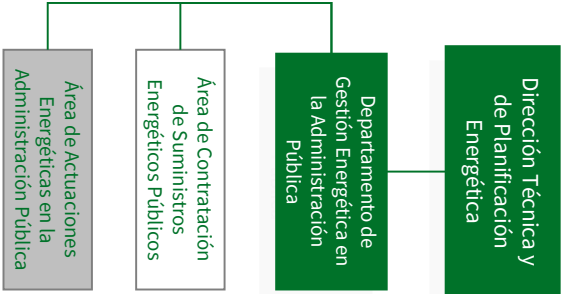 Dirección Técnica y
de Planificación
Energética
Departamento de
Gestión Energética en
la Administración
Pública
Área de Contratación
de Suministros
Energéticos Públicos
Área de Actuaciones
Energéticas en la
Administración Pública